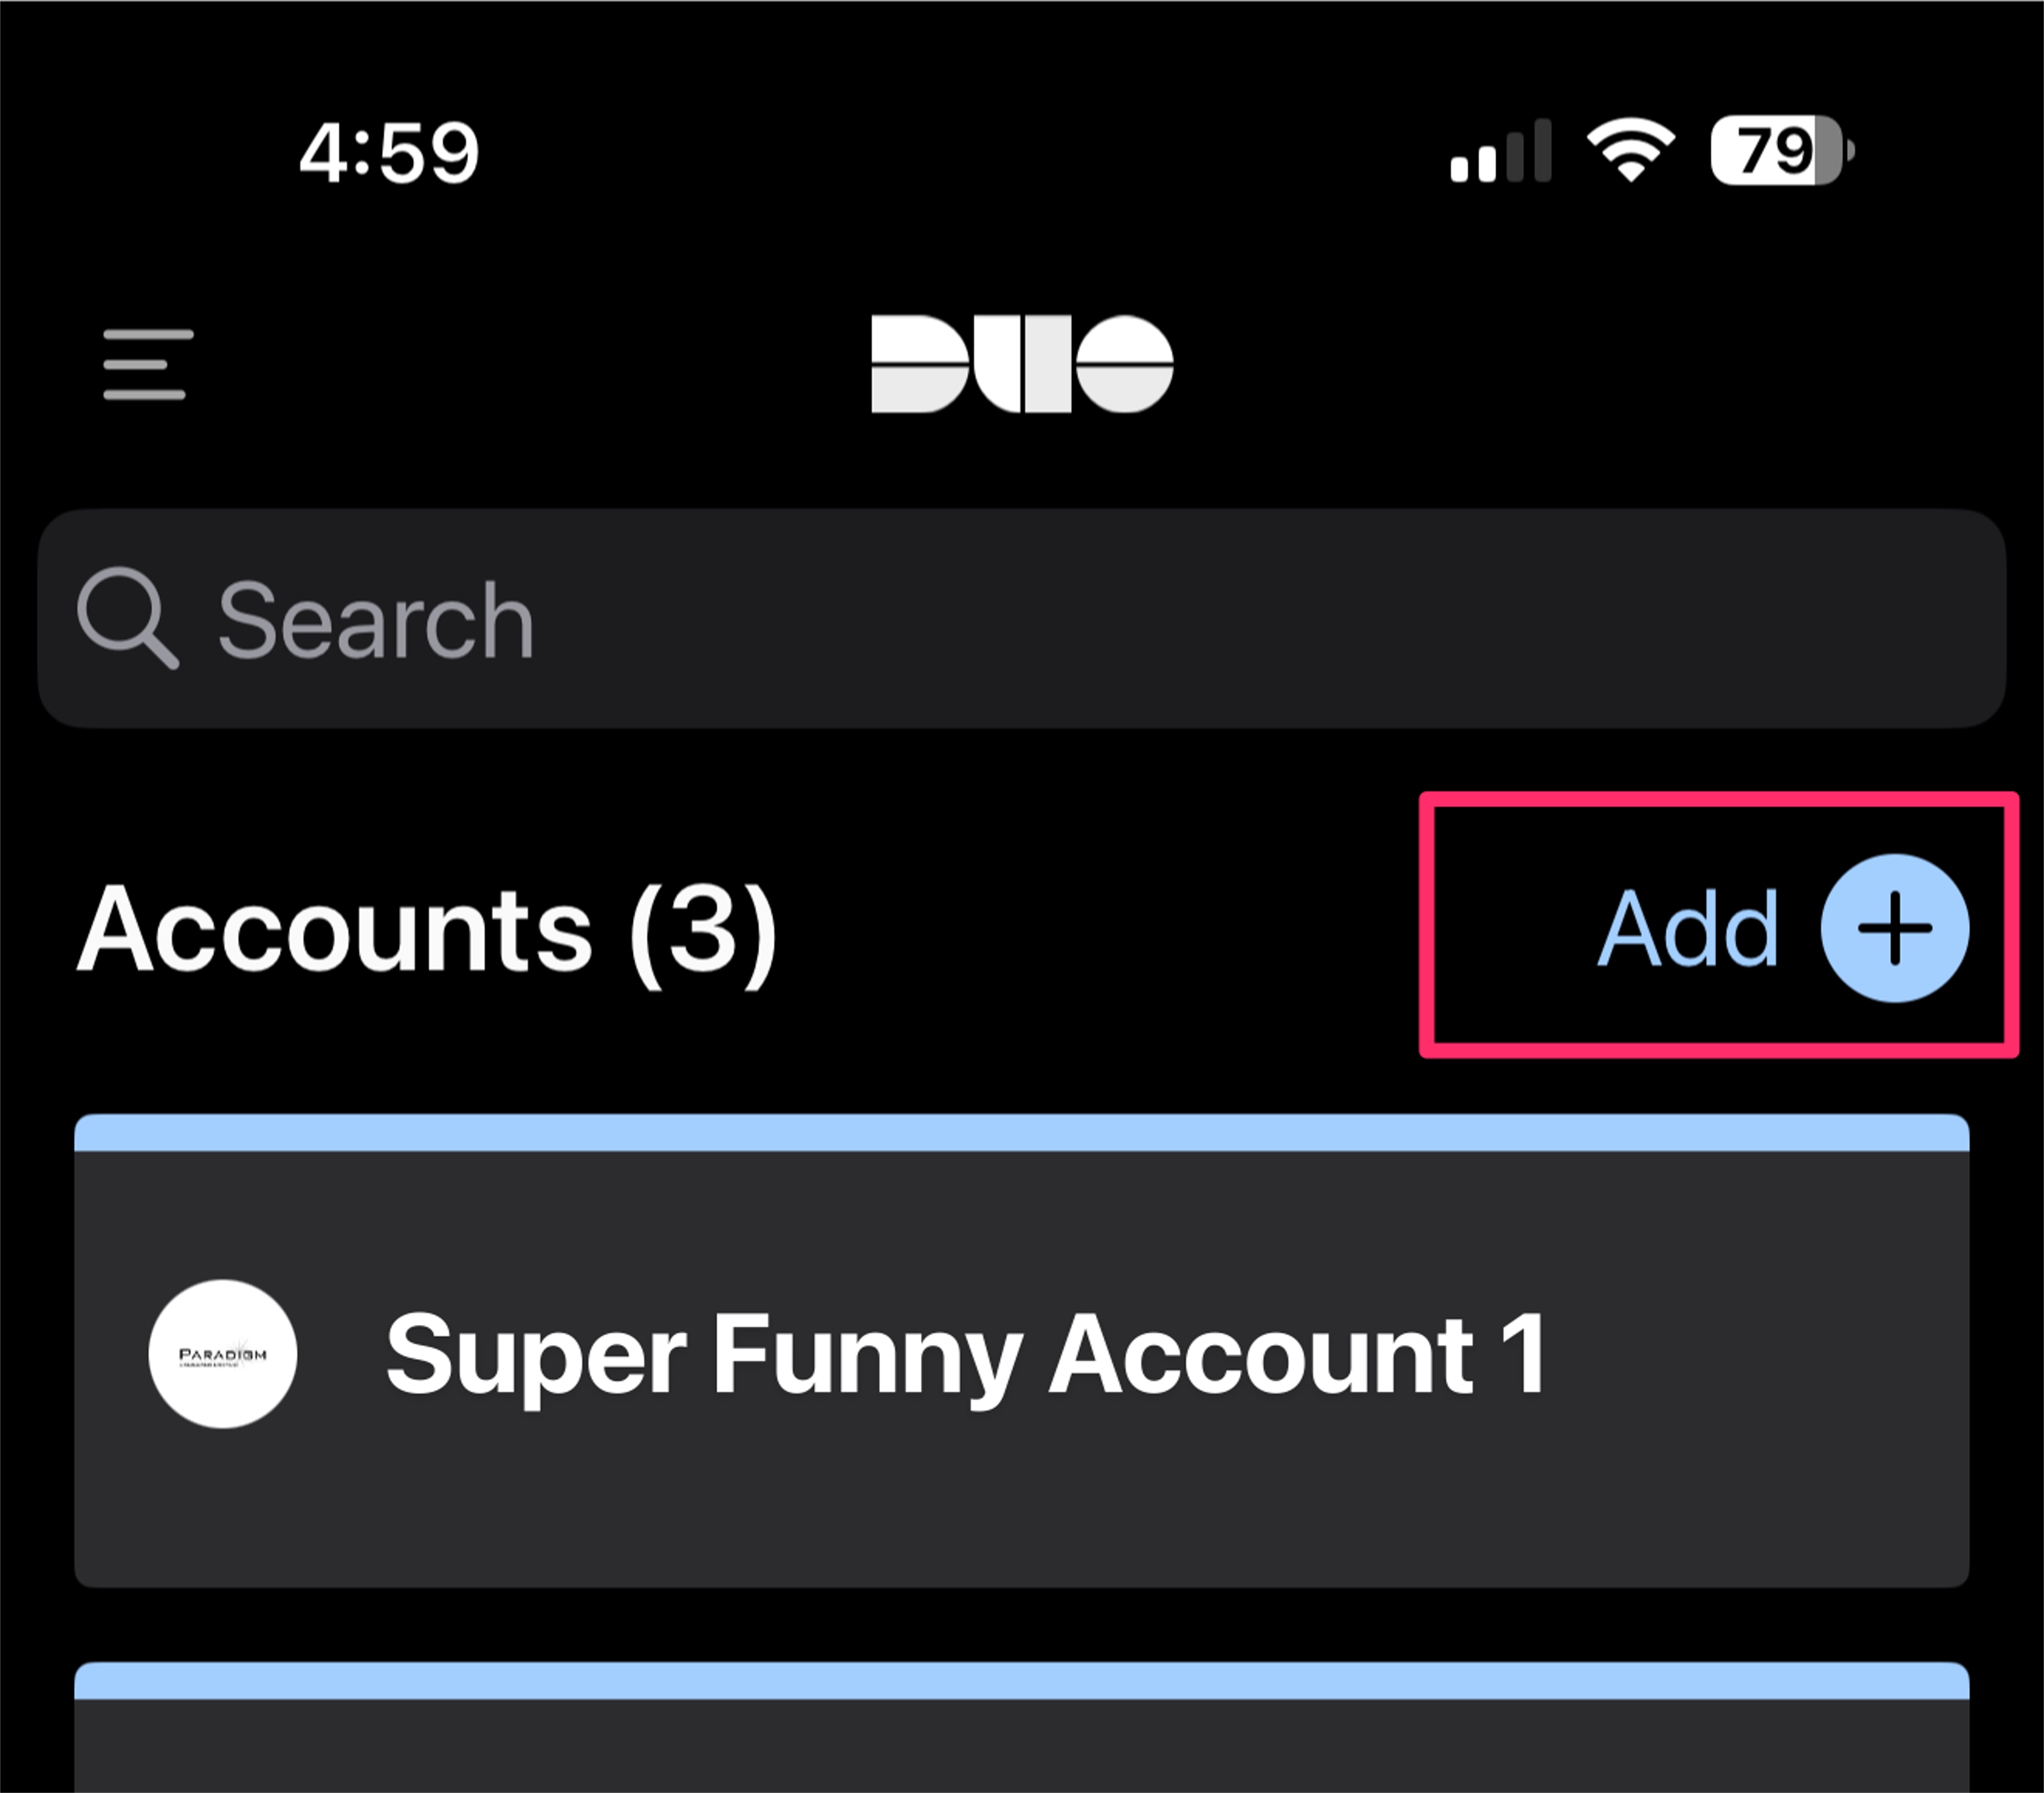 4:59
79
DUO
Search
Accounts (3)
Add
PARADIGM
Super Funny Account 1